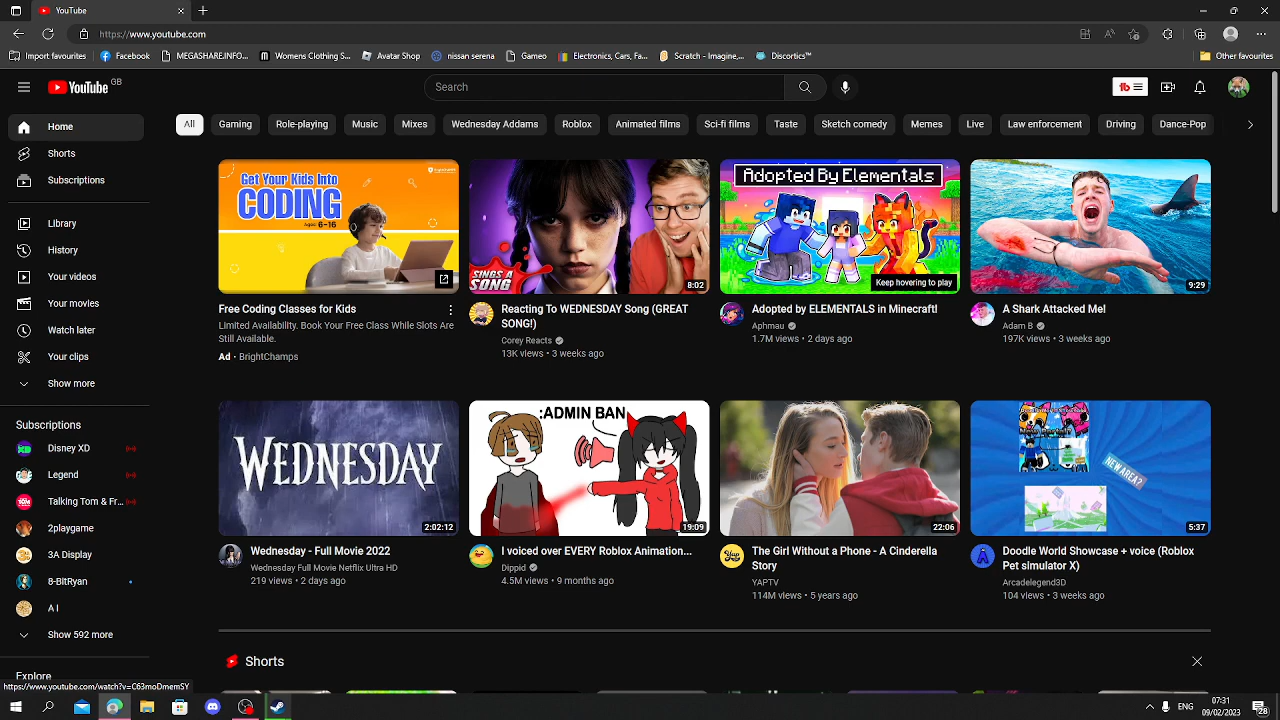 YouTube
https://www.youtube.com
Import favourites
Facebook
MEGASHARE.INFO...
Womens Clothing S...
Avatar Shop
nissan serena
Gameo
Electronics, Cars, Fa...
Scratch - Imagine,...
Discortics™
Other favourites
YouTube GB
Search
Home
Shorts
Subscriptions
Library
History
Your videos
Your movies
Watch later
Your clips
Show more
Subscriptions
Disney XD
Legend
Talking Tom & Fr...
2playgame
3A Display
8-BitRyan
A I
Show 592 more
Explore
All
Gaming
Role-playing
Music
Mixes
Wednesday Addams
Roblox
Animated films
Sci-fi films
Taste
Sketch comedy
Memes
Live
Law enforcement
Driving
Dance-Pop
Get Your Kids Into
CODING
Ages: 6-16
Free Coding Classes for Kids
Limited Availability. Book Your Free Class While Slots Are
Still Available.
Ad • BrightChamps
SINGS A
SONG
8:02
Reacting To WEDNESDAY Song (GREAT
SONG!)
Corey Reacts
13K views • 3 weeks ago
Adopted By Elementals
Keep hovering to play
Adopted by ELEMENTALS in Minecraft!
Aphmau
1.7M views • 2 days ago
9:29
A Shark Attacked Me!
Adam B
197K views • 3 weeks ago
WEDNESDAY
2:02:12
Wednesday - Full Movie 2022
Wednesday Full Movie Netflix Ultra HD
219 views • 2 days ago
:ADMIN BAN
19:09
I voiced over EVERY Roblox Animation...
Dippid
4.5M views • 9 months ago
22:06
The Girl Without a Phone - A Cinderella
Story
Yap
YAPTV
114M views • 5 years ago
NEW AREA?
5:37
Doodle World Showcase + voice (Roblox
Pet simulator X)
Arcadelegend3D
104 views • 3 weeks ago
Shorts
https://www.youtube.com/watch?v=C63moDmemSY
ENG
07:31
09/02/2023